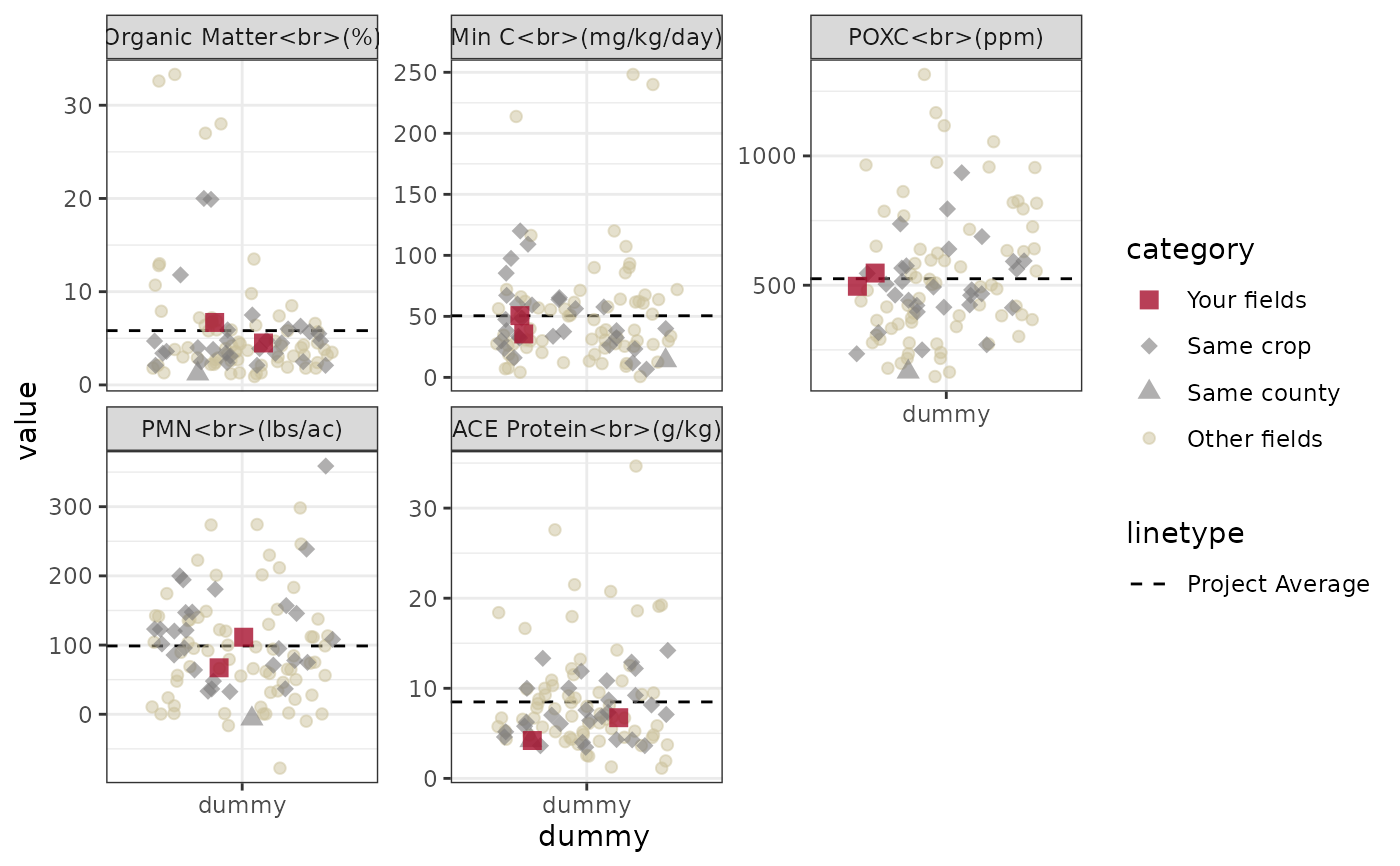 Organic Matter<br>(%)
Min C<br>(mg/kg/day)
POXC<br>(ppm)
30
20
10
0
250
200
150
100
50
0
1000
500
dummy
PMN<br>(lbs/ac)
ACE Protein<br>(g/kg)
300
200
100
0
30
20
10
0
dummy
dummy
dummy
value
category
Your fields
Same crop
Same county
Other fields
linetype
Project Average